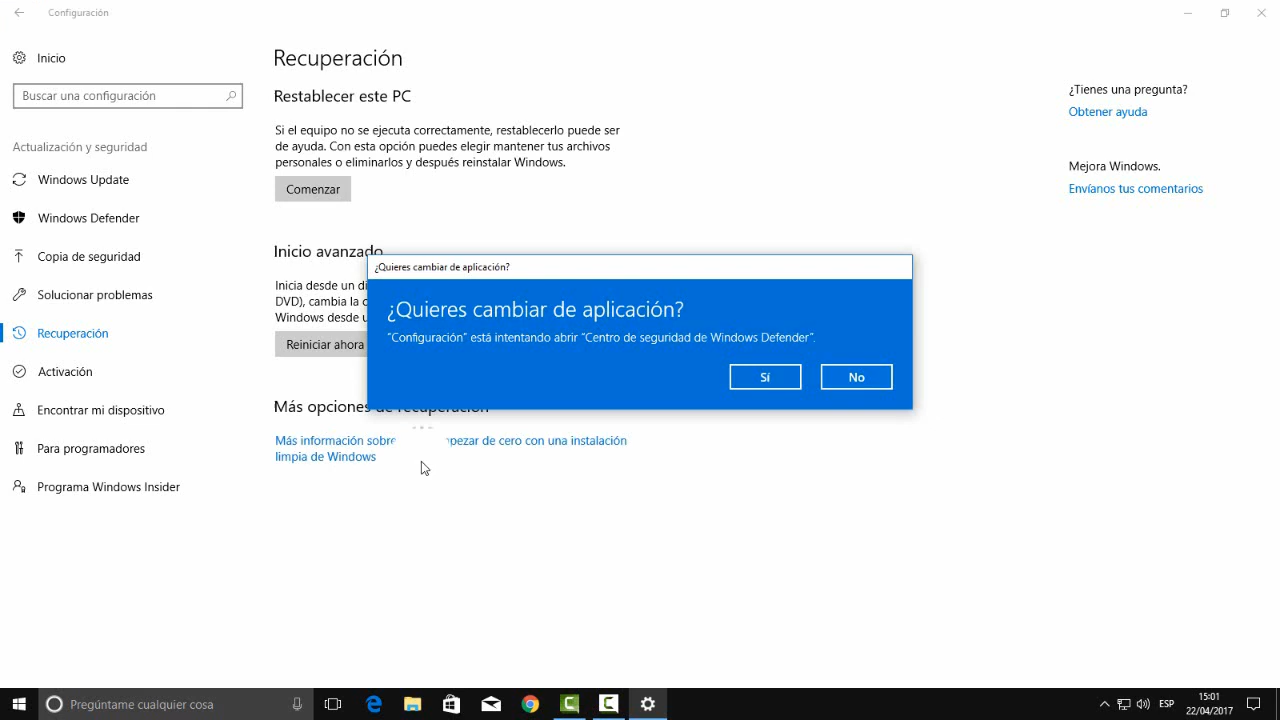 Configuración
Inicio
Buscar una configuración
Actualización y seguridad
Windows Update
Windows Defender
Copia de seguridad
Solucionar problemas
Recuperación
Activación
Encontrar mi dispositivo
Para programadores
Programa Windows Insider
Recuperación
Restablecer este PC
Si el equipo no se ejecuta correctamente, restablecerlo puede ser
de ayuda. Con esta opción puedes elegir mantener tus archivos
personales o eliminarlos y después reinstalar Windows.
Comenzar
Inicio avanzado
Inicia desde un
DVD), cambia la
Windows desde
Reiniciar ahora
¿Quieres cambiar de aplicación?
¿Quieres cambiar de aplicación?
"Configuración" está intentando abrir "Centro de seguridad de Windows Defender".
Sí
No
Más opciones de recuperación
Más información sobre de cero con una instalación
limpia de Windows
¿Tienes una pregunta?
Obtener ayuda
Mejora Windows.
Envíanos tus comentarios
Pregúntame cualquier cosa
ESP
15:01
22/04/2017